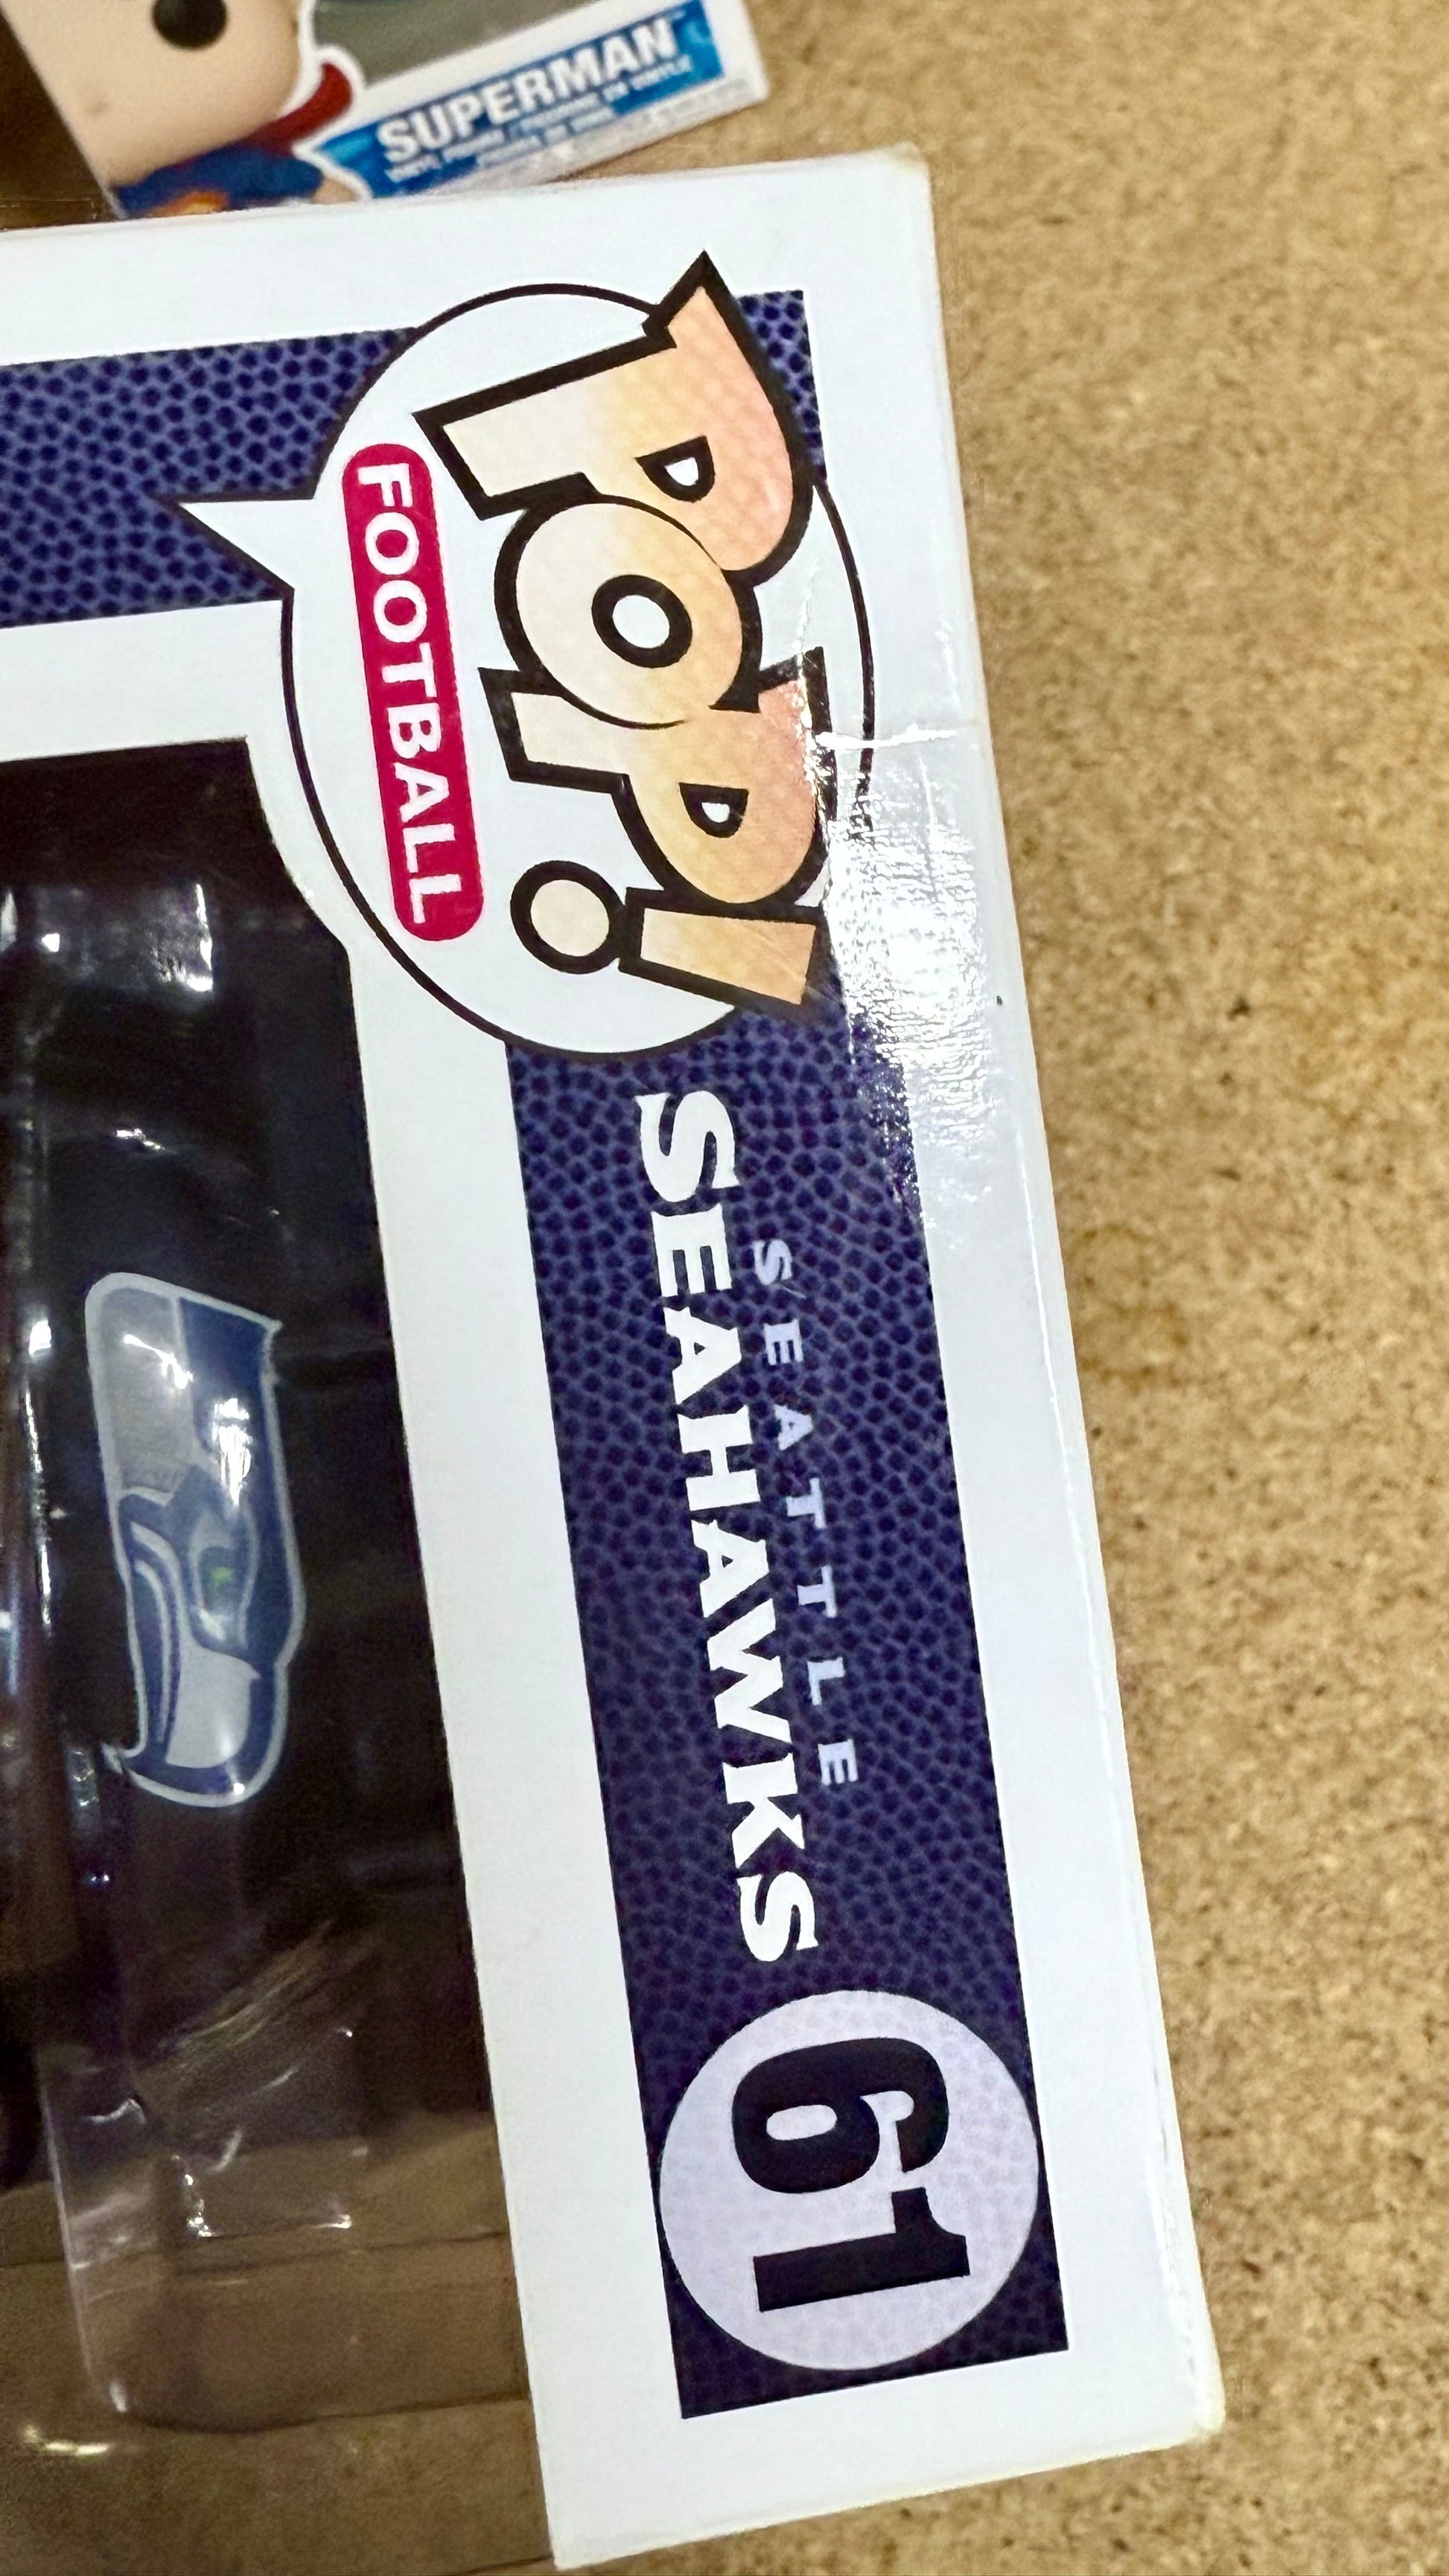 SUPERMAN
POP!
FOOTBALL
SEATTLE
SEAHAWKS
61